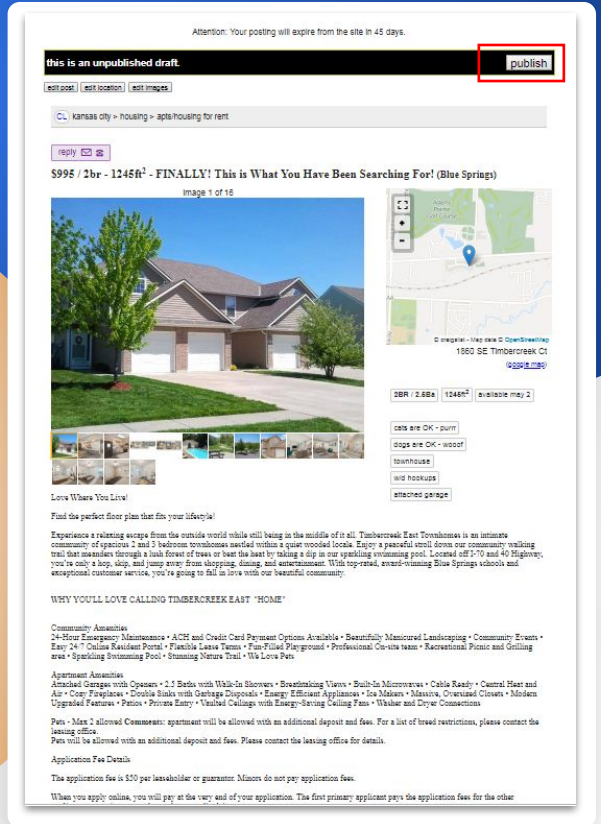 Attention: Your posting will expire from the site in 45 days.
this is an unpublished draft.
publish
edit post edit location edit images
CL kansas city > housing > apts/housing for rent
reply
$995 / 2br - 1245ft² - FINALLY! This is What You Have Been Searching For! (Blue Springs)
image 1 of 16
+
-
© craigslist - Map data © OpenStreetMap
1860 SE Timbercreek Ct
(google map)
2BR / 2.5Ba 1245ft² available may 2
cats are OK - purrr
dogs are OK - wooof
townhouse
w/d hookups
attached garage
Love Where You Live!
Find the perfect floor plan that fits your lifestyle!
Experience a relaxing escape from the outside world while still being in the middle of it all. Timbercreek East Townhomes is an intimate
community of spacious 2 and 3 bedroom townhomes nestled within a quiet wooded locale. Enjoy a peaceful stroll down our community walking
trail that meanders through a lush forest of trees or beat the heat by taking a dip in our sparkling swimming pool. Located off I-70 and 40 Highway,
you're only a hop, skip, and jump away from shopping, dining, and entertainment. With top-rated, award-winning Blue Springs schools and
exceptional customer service, you're going to fall in love with our beautiful community.
WHY YOU'LL LOVE CALLING TIMBERCREEK EAST "HOME"
Community Amenities
24-Hour Emergency Maintenance • ACH and Credit Card Payment Options Available • Beautifully Manicured Landscaping • Community Events •
Easy 24/7 Online Resident Portal • Flexible Lease Terms • Fun-Filled Playground • Professional On-site team • Recreational Picnic and Grilling
area • Sparkling Swimming Pool • Stunning Nature Trail • We Love Pets
Apartment Amenities
Attached Garages with Openers • 2.5 Baths with Walk-In Showers • Breathtaking Views • Built-In Microwaves • Cable Ready • Central Heat and
Air • Cozy Fireplaces • Double Sinks with Garbage Disposals • Energy Efficient Appliances • Ice Makers • Massive, Oversized Closets • Modern
Upgraded Features • Patios • Private Entry • Vaulted Ceilings with Energy-Saving Ceiling Fans • Washer and Dryer Connections
Pets - Max 2 allowed Comments: apartment will be allowed with an additional deposit and fees. For a list of breed restrictions, please contact the
leasing office.
Pets will be allowed with an additional deposit and fees. Please contact the leasing office for details.
Application Fee Details
The application fee is $50 per leaseholder or guarantor. Minors do not pay application fees.
When you apply online, you will pay at the very end of your application. The first primary applicant pays the application fees for the other